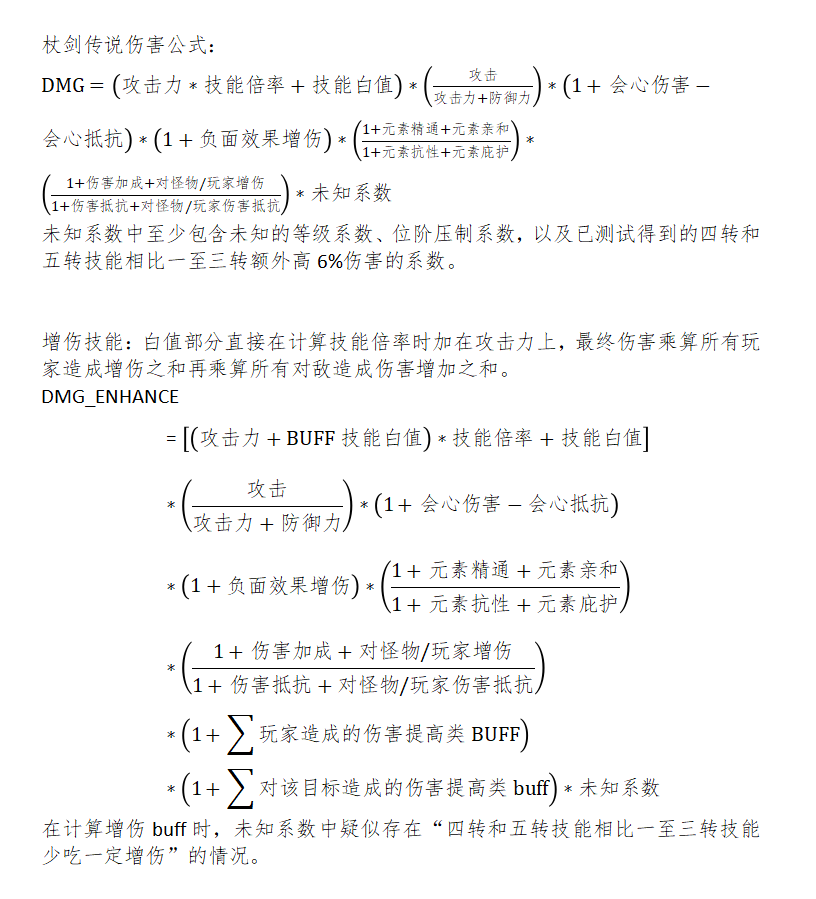 杖剑传说伤害公式：
DMG = (攻击力 * 技能倍率 + 技能白值) * (攻击/攻击力+防御力) * (1 + 会心伤害 −
会心抵抗) * (1 + 负面效果增伤) * (1+元素精通+元素亲和/1+元素抗性+元素庇护) *
(1+伤害加成+对怪物/玩家增伤/1+伤害抵抗+对怪物/玩家伤害抵抗) * 未知系数
未知系数中至少包含未知的等级系数、位阶压制系数，以及已测试得到的四转和
五转技能相比一至三转额外高 6%伤害的系数。
增伤技能：白值部分直接在计算技能倍率时加在攻击力上，最终伤害乘算所有玩
家造成增伤之和再乘算所有对敌造成伤害增加之和。
DMG_ENHANCE
= [(攻击力 + BUFF 技能白值) * 技能倍率 + 技能白值]
* (攻击/攻击力 + 防御力) * (1 + 会心伤害 − 会心抵抗)
* (1 + 负面效果增伤) * (1 + 元素精通 + 元素亲和/1 + 元素抗性 + 元素庇护)
* (1 + 伤害加成 + 对怪物/玩家增伤/1 + 伤害抵抗 + 对怪物/玩家伤害抵抗)
* (1 + ∑ 玩家造成的伤害提高类 BUFF)
* (1 + ∑ 对该目标造成的伤害提高类 buff) * 未知系数
在计算增伤 buff 时，未知系数中疑似存在“四转和五转技能相比一至三转技能
少吃一定增伤”的情况。